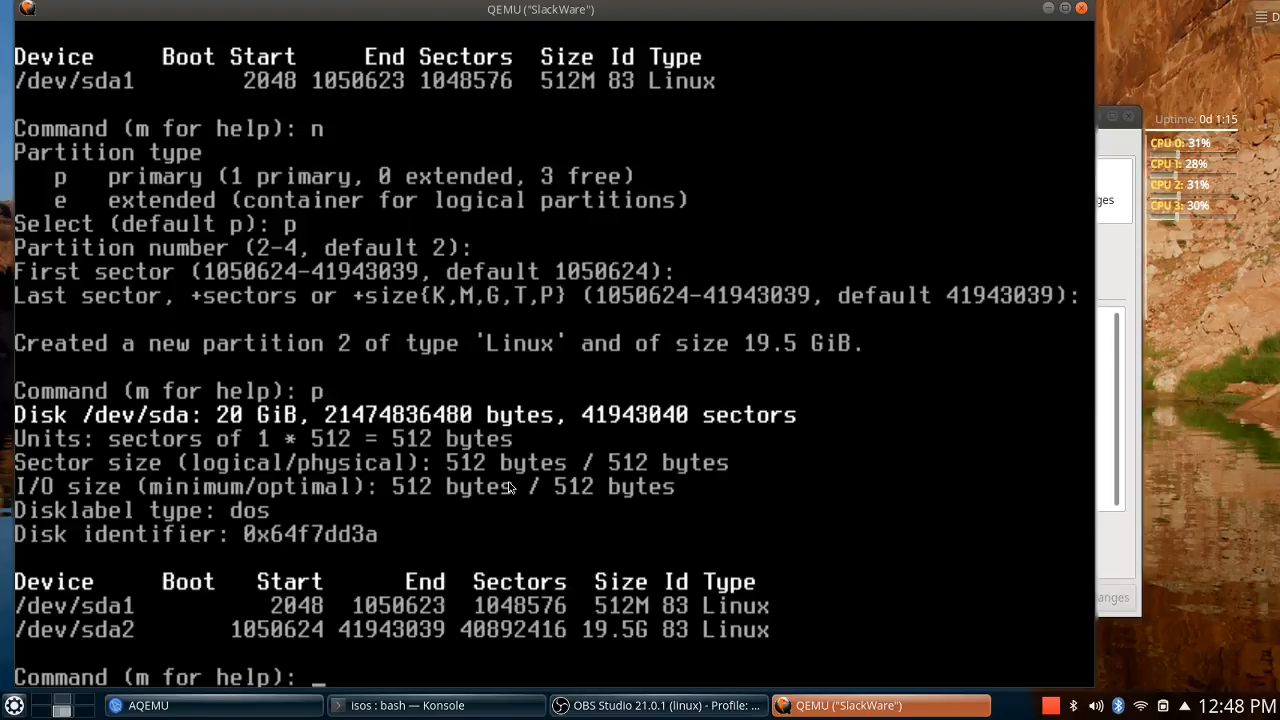 QEMU ("SlackWare")
D
Device     Boot Start     End Sectors  Size Id Type
/dev/sda1        2048 1050623 1048576  512M 83 Linux
Command (m for help): n
Partition type
   p   primary (1 primary, 0 extended, 3 free)
   e   extended (container for logical partitions)
Select (default p): p
Partition number (2-4, default 2):
First sector (1050624-41943039, default 1050624):
Last sector, +sectors or +size{K,M,G,T,P} (1050624-41943039, default 41943039):
Created a new partition 2 of type 'Linux' and of size 19.5 GiB.
Command (m for help): p
Disk /dev/sda: 20 GiB, 21474836480 bytes, 41943040 sectors
Units: sectors of 1 * 512 = 512 bytes
Sector size (logical/physical): 512 bytes / 512 bytes
I/O size (minimum/optimal): 512 bytes / 512 bytes
Disklabel type: dos
Disk identifier: 0x64f7dd3a
Device     Boot   Start      End  Sectors  Size Id Type
/dev/sda1          2048  1050623  1048576  512M 83 Linux
/dev/sda2       1050624 41943039 40892416 19.5G 83 Linux
Command (m for help): _
Uptime: 0d 1:15
CPU 0: 31%
CPU 1: 28%
CPU 2: 31%
CPU 3: 30%
ges
anges
AQEMU
isos : bash — Konsole
OBS Studio 21.0.1 (linux) - Profile: ...
QEMU ("SlackWare")
12:48 PM